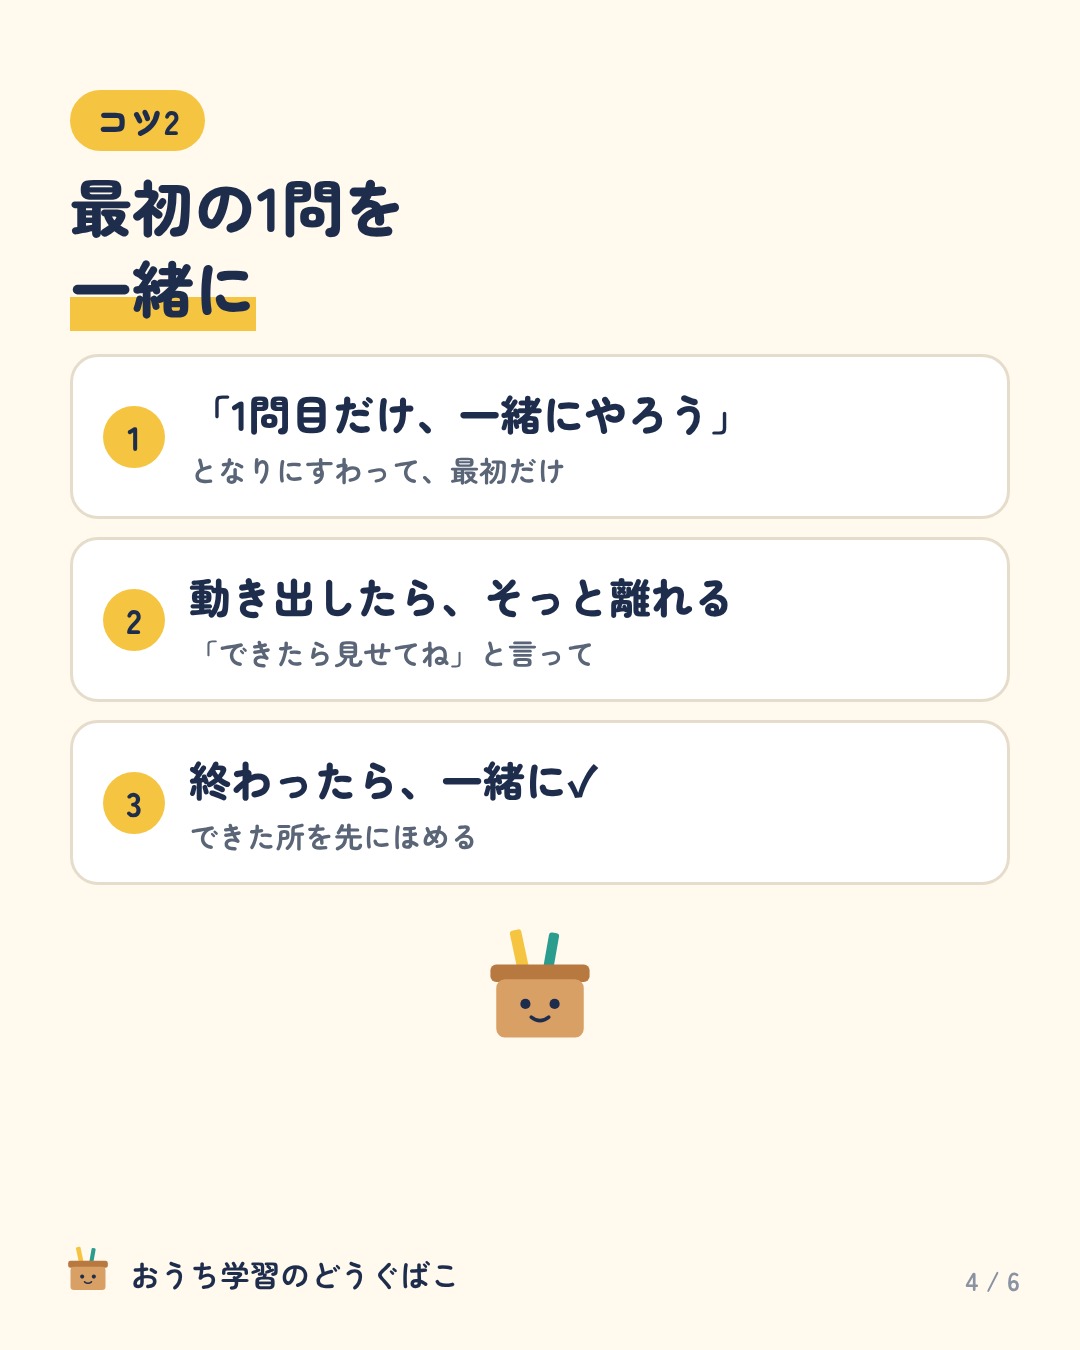 コツ2
最初の1問を
一緒に
1
「1問目だけ、一緒にやろう」
となりにすわって、最初だけ
2
動き出したら、そっと離れる
「できたら見せてね」と言って
3
終わったら、一緒に✓
できた所を先にほめる
おうち学習のどうぐばこ
4 / 6